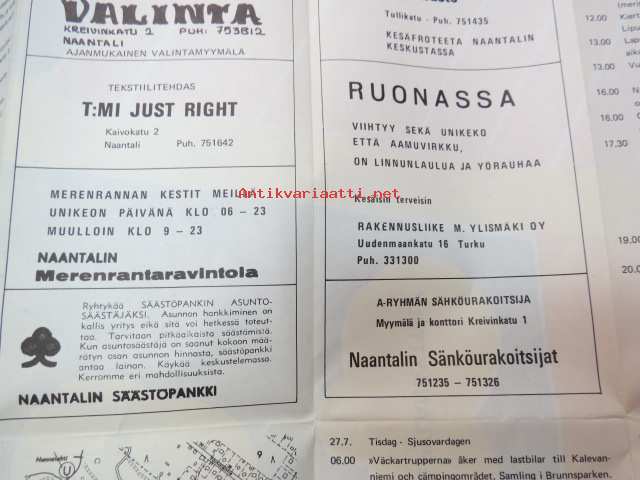 VALINTA
KREIVINKATU 2 PUH: 753812
NAANTALI
AJANMUKAINEN VALINTAMYYMÄLÄ
TEKSTIILITEHDAS
T:MI JUST RIGHT
Kaivokatu 2
Naantali Puh. 751642
MERENRANNAN KESTIT MEILLÄ
UNIKEON PÄIVÄNÄ KLO 06 – 23
MUULLOIN KLO 9 – 23
NAANTALIN
Merenrantaravintola
Ryhtykää SÄÄSTÖPANKIN ASUNTO-
SÄÄSTÄJÄKSI. Asunnon hankkiminen on
kallis yritys eikä sitä voi hetkessä toteut-
taa. Tarvitaan pitkäaikaista säästämistä.
Kun asuntosäästäjä on saanut kokoon mää-
rätyn osan asunnon hinnasta, säästöpankki
antaa lainan. Käykää keskustelemassa.
Kerromme eri mahdollisuuksista.
NAANTALIN SÄÄSTÖPANKKI
Tullikatu - Puh. 751435
KESÄFROTEETA NAANTALIN
KESKUSTASSA
RUONASSA
VIIHTYY SEKÄ UNIKEKO
ETTÄ AAMUVIRKKU,
ON LINNUNLAULUA JA YÖRAUHAA
Antikvariaatti.net
Kesäisin terveisin
RAKENNUSLIIKE M. YLISMÄKI OY
Uudenmaankatu 16 Turku
Puh. 331300
A-RYHMÄN SÄHKÖURAKOITSIJA
Myymälä ja konttori Kreivinkatu 1
Naantalin Sänköurakoitsijat
751235 – 751326
27.7. Tisdag - Sjusovardagen
06.00 »Väckartrupperna» åker med lastbilar till Kalevan-
niemi och campingområdet. Samling i Brunnsparken.
12.00 Kart
Lipu
13.00 Lap
13.00 Vu
16.00 N
16.00
17.30
19.00
20.0
9
U